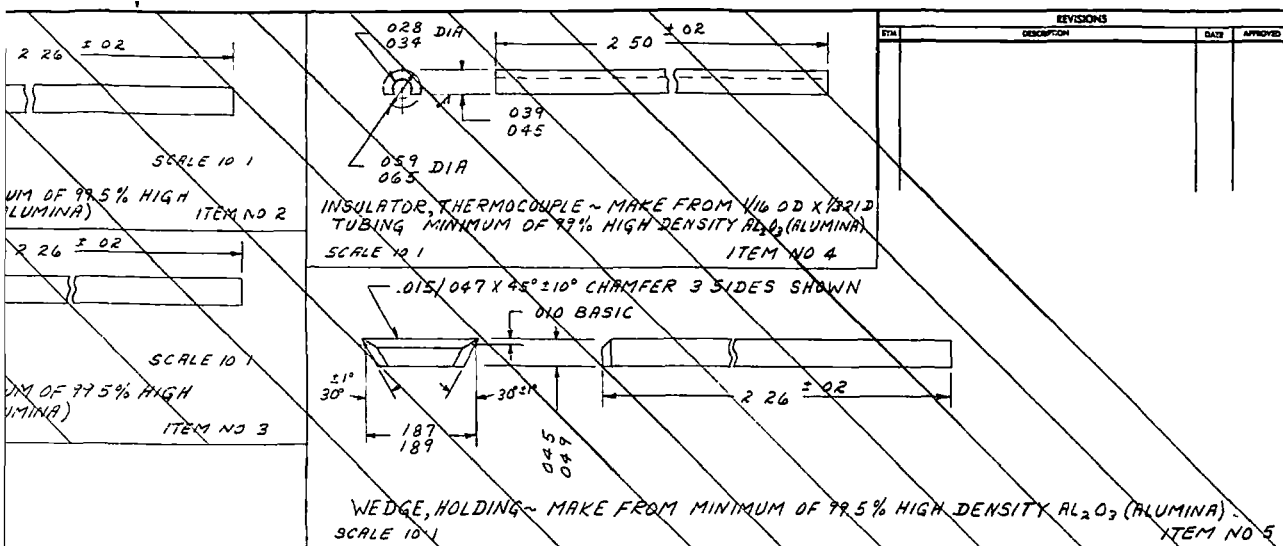 2 26 ± 02
SCALE 10 1
UM OF 99.5% HIGH
LUMINA)
ITEM NO 2
2 26 ± 02
SCALE 10 1
UM OF 99 5% HIGH
UMINA)
ITEM NO 3
028 DIA
034
2 50 ± 02
039
045
059 DIA
065
INSULATOR, THERMOCOUPLE ~ MAKE FROM 1/16 OD X 1/32 ID
TUBING MINIMUM OF 99% HIGH DENSITY AL2O3 (ALUMINA)
SCALE 10 1
ITEM NO 4
.015/047 X 45° ±10° CHAMFER 3 SIDES SHOWN
010 BASIC
±1°
30°
30° ±1°
187
189
045
049
2 26 ± 02
WEDGE, HOLDING ~ MAKE FROM MINIMUM OF 99.5% HIGH DENSITY AL2O3 (ALUMINA)
SCALE 10 1
ITEM NO 5
REVISIONS
SYM DESCRIPTION DATE APPROVED